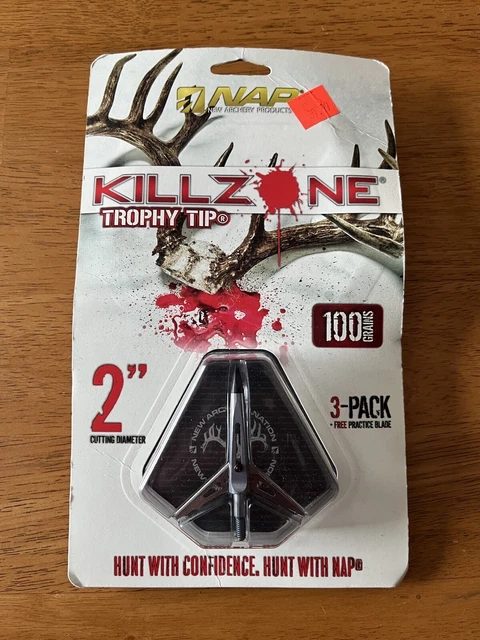 NAP®
NEW ARCHERY PRODUCTS
KILLZONE®
TROPHY TIP®
100 GRAINS
2”
CUTTING DIAMETER
3-PACK
+ FREE PRACTICE BLADE
NEW ARCHERY NATION
HUNT WITH CONFIDENCE. HUNT WITH NAP®